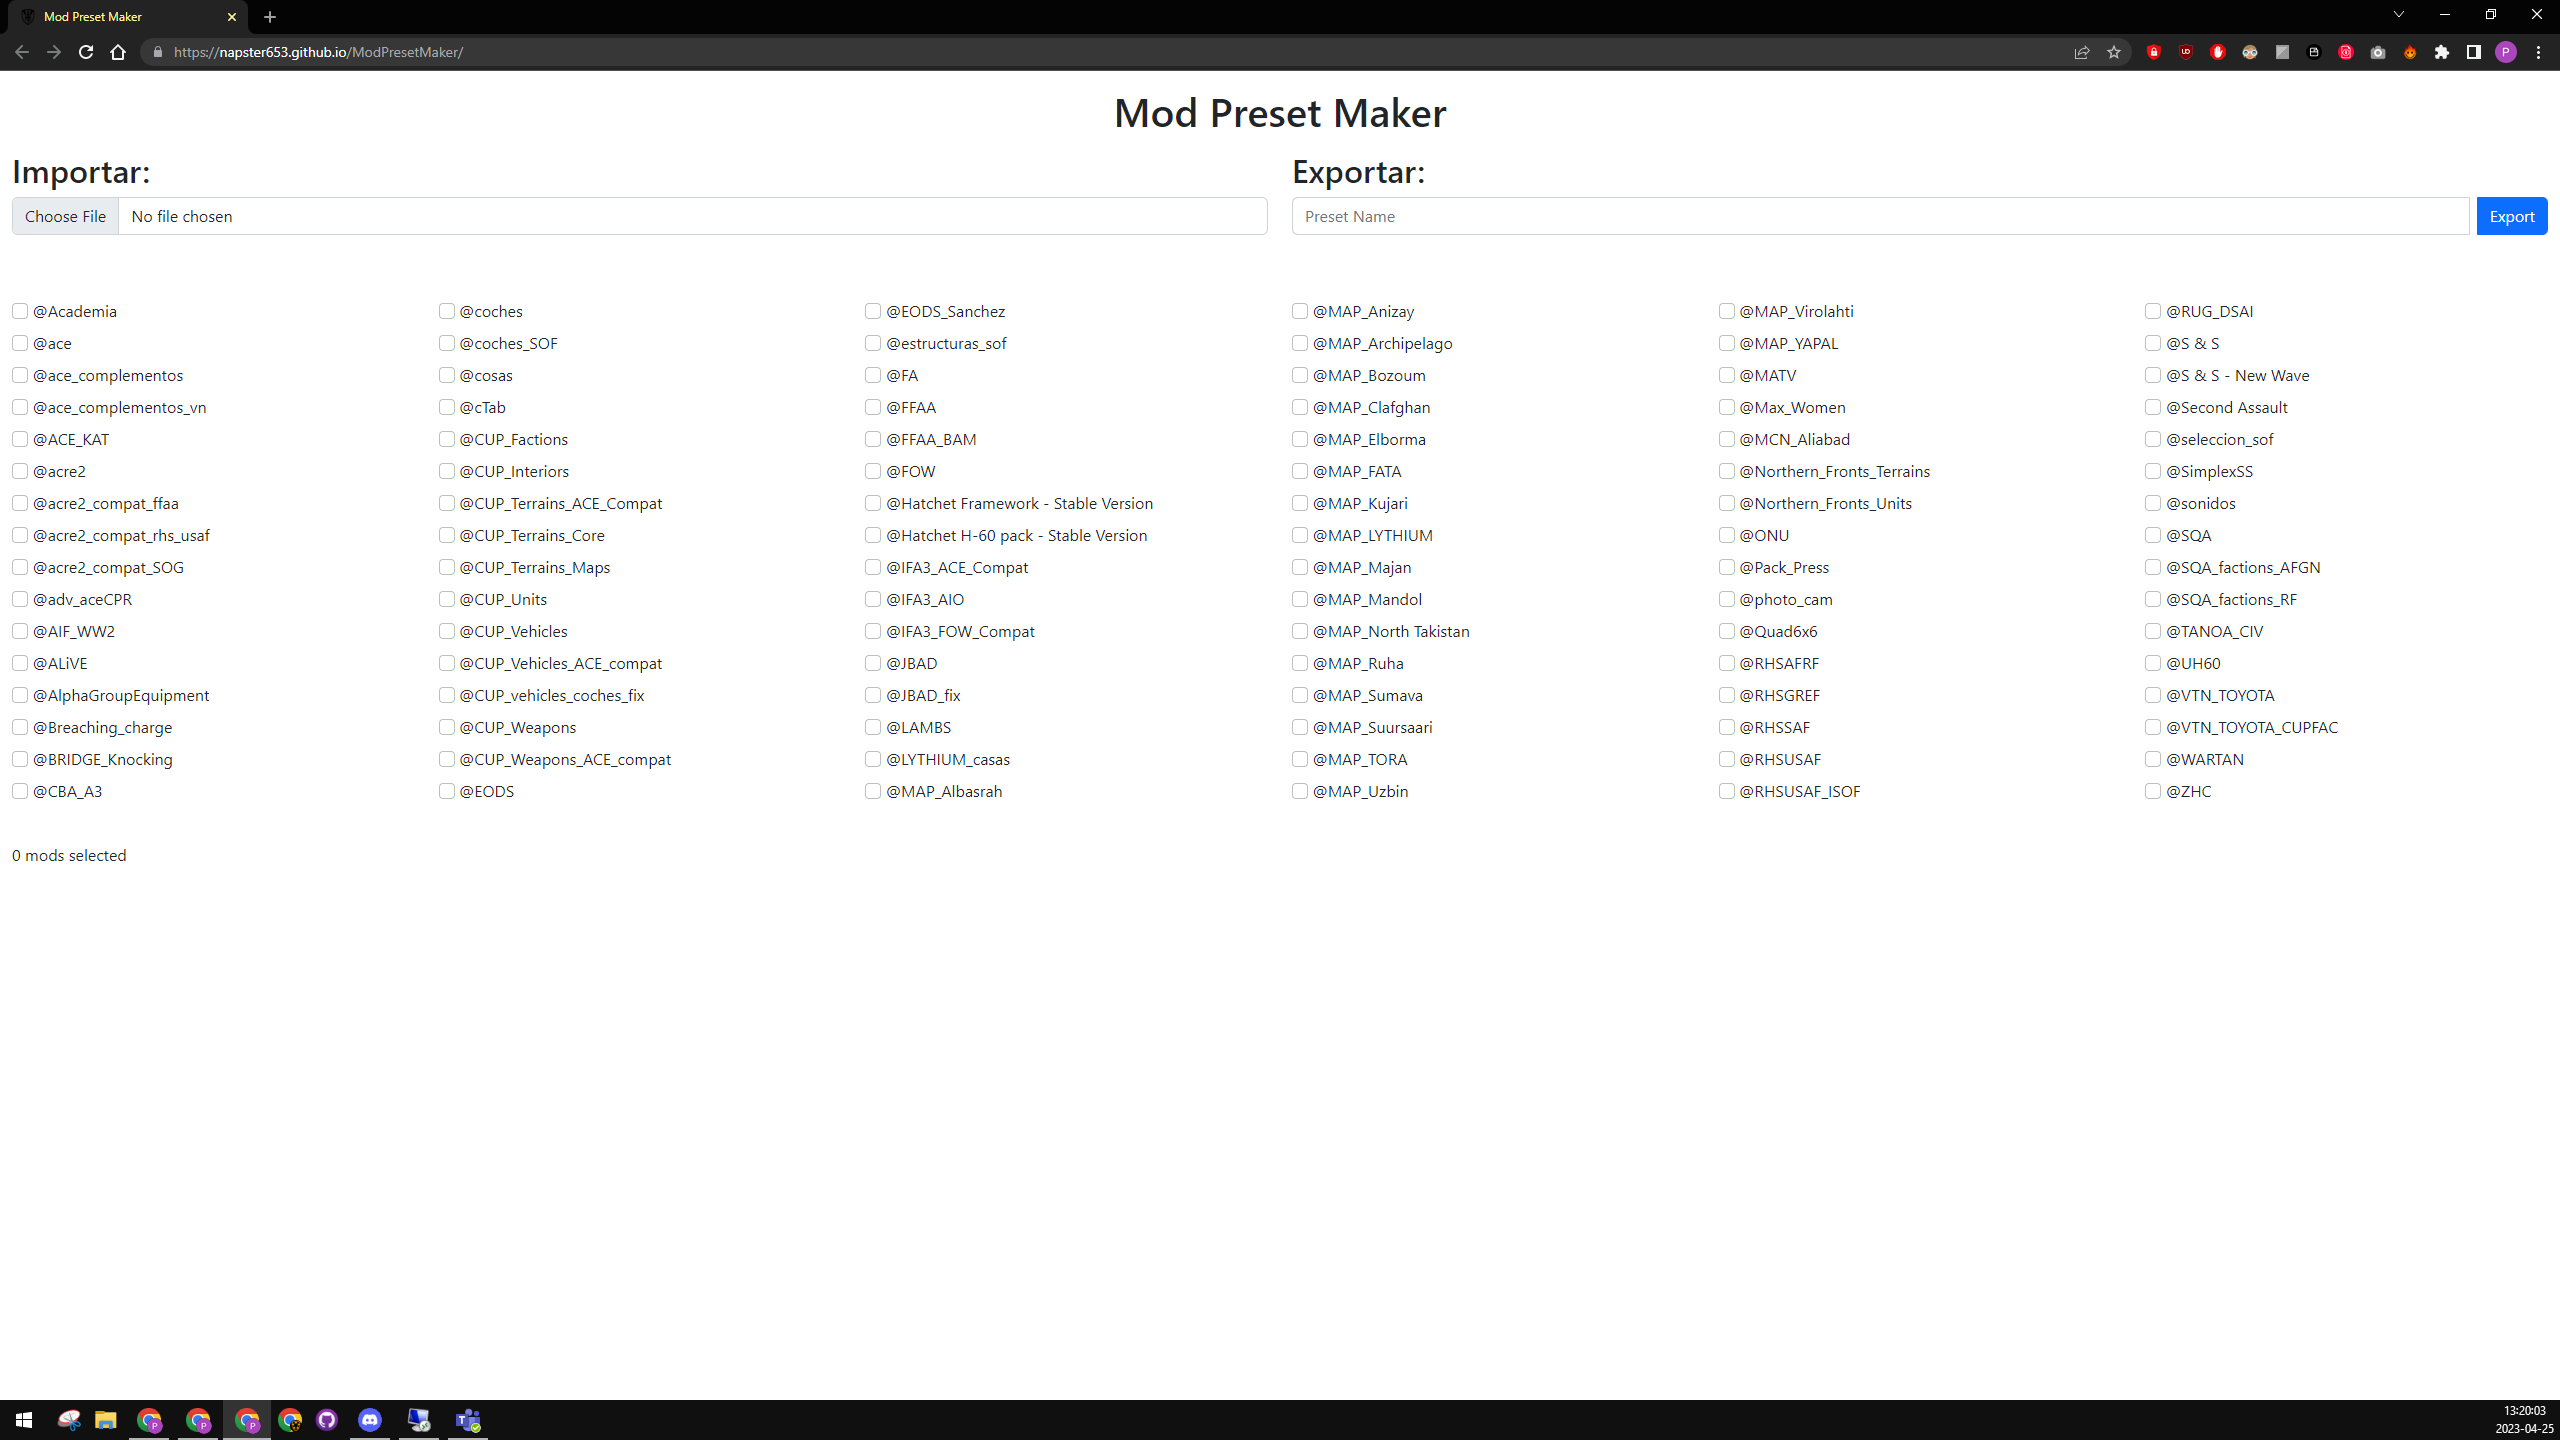 Mod Preset Maker
https://napster653.github.io/ModPresetMaker/
Mod Preset Maker
Importar:
Choose File No file chosen
Exportar:
Preset Name
Export
@Academia
@ace
@ace_complementos
@ace_complementos_vn
@ACE_KAT
@acre2
@acre2_compat_ffaa
@acre2_compat_rhs_usaf
@acre2_compat_SOG
@adv_aceCPR
@AIF_WW2
@ALiVE
@AlphaGroupEquipment
@Breaching_charge
@BRIDGE_Knocking
@CBA_A3
@coches
@coches_SOF
@cosas
@cTab
@CUP_Factions
@CUP_Interiors
@CUP_Terrains_ACE_Compat
@CUP_Terrains_Core
@CUP_Terrains_Maps
@CUP_Units
@CUP_Vehicles
@CUP_Vehicles_ACE_compat
@CUP_vehicles_coches_fix
@CUP_Weapons
@CUP_Weapons_ACE_compat
@EODS
@EODS_Sanchez
@estructuras_sof
@FA
@FFAA
@FFAA_BAM
@FOW
@Hatchet Framework - Stable Version
@Hatchet H-60 pack - Stable Version
@IFA3_ACE_Compat
@IFA3_AIO
@IFA3_FOW_Compat
@JBAD
@JBAD_fix
@LAMBS
@LYTHIUM_casas
@MAP_Albasrah
@MAP_Anizay
@MAP_Archipelago
@MAP_Bozoum
@MAP_Clafghan
@MAP_Elborma
@MAP_FATA
@MAP_Kujari
@MAP_LYTHIUM
@MAP_Majan
@MAP_Mandol
@MAP_North Takistan
@MAP_Ruha
@MAP_Sumava
@MAP_Suursaari
@MAP_TORA
@MAP_Uzbin
@MAP_Virolahti
@MAP_YAPAL
@MATV
@Max_Women
@MCN_Aliabad
@Northern_Fronts_Terrains
@Northern_Fronts_Units
@ONU
@Pack_Press
@photo_cam
@Quad6x6
@RHSAFRF
@RHSGREF
@RHSSAF
@RHSUSAF
@RHSUSAF_ISOF
@RUG_DSAI
@S & S
@S & S - New Wave
@Second Assault
@seleccion_sof
@SimplexSS
@sonidos
@SQA
@SQA_factions_AFGN
@SQA_factions_RF
@TANOA_CIV
@UH60
@VTN_TOYOTA
@VTN_TOYOTA_CUPFAC
@WARTAN
@ZHC
0 mods selected
13:20:03
2023-04-25